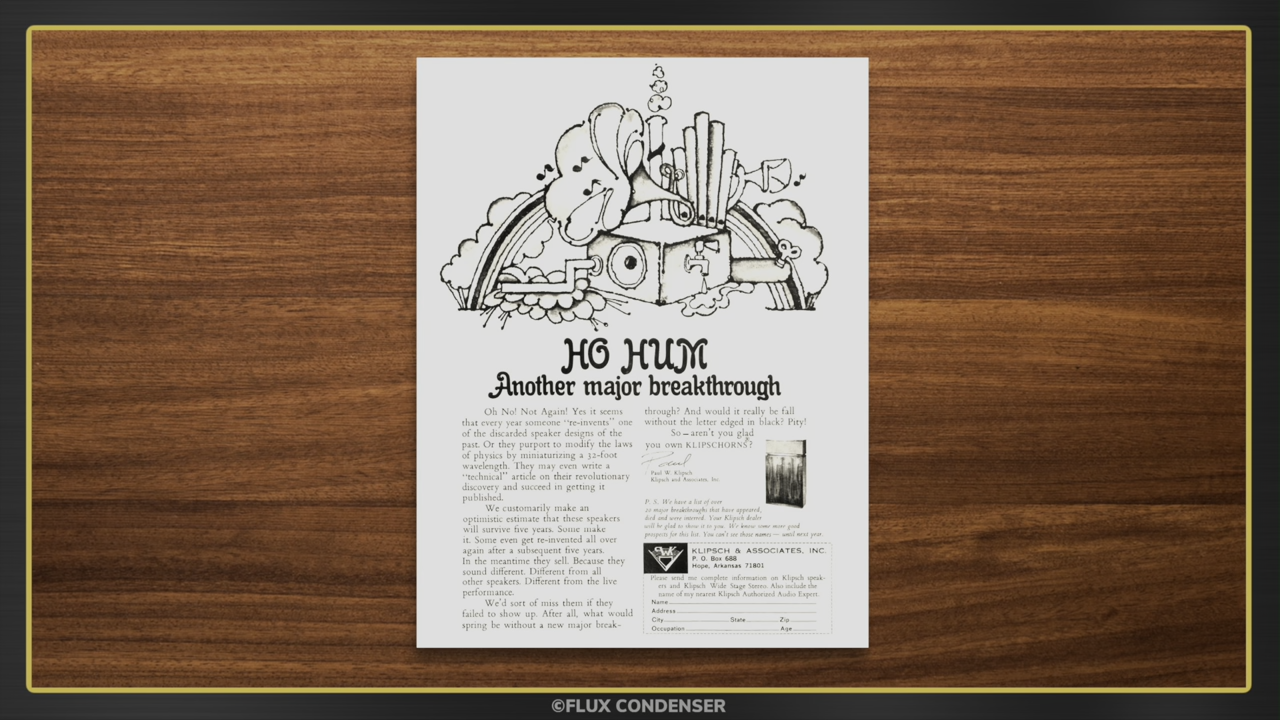 HO HUM
Another major breakthrough
Oh No! Not Again! Yes it seems
that every year someone "re-invents" one
of the discarded speaker designs of the
past. Or they purport to modify the laws
of physics by miniaturizing a 32-foot
wavelength. They may even write a
"technical" article on their revolutionary
discovery and succeed in getting it
published.
We customarily make an
optimistic estimate that these speakers
will survive five years. Some make
it. Some even get re-invented all over
again after a subsequent five years.
In the meantime they sell. Because they
sound different. Different from all
other speakers. Different from the live
performance.
We'd sort of miss them if they
failed to show up. After all, what would
spring be without a new major break-
through? And would it really be fall
without the letter edged in black? Pity!
So – aren't you glad
you own KLIPSCHORNS?
Paul
Paul W. Klipsch
Klipsch and Associates, Inc.
P. S. We have a list of over
20 major breakthroughs that have appeared,
died and were interred. Your Klipsch dealer
will be glad to show it to you. We know some more good
prospects for this list. You can't see those names — until next year.
PWK
KLIPSCH & ASSOCIATES, INC.
P. O. Box 688
Hope, Arkansas 71801
Please send me complete information on Klipsch speak-
ers and Klipsch Wide Stage Stereo. Also include the
name of my nearest Klipsch Authorized Audio Expert.
Name
Address
City State Zip
Occupation Age
©FLUX CONDENSER